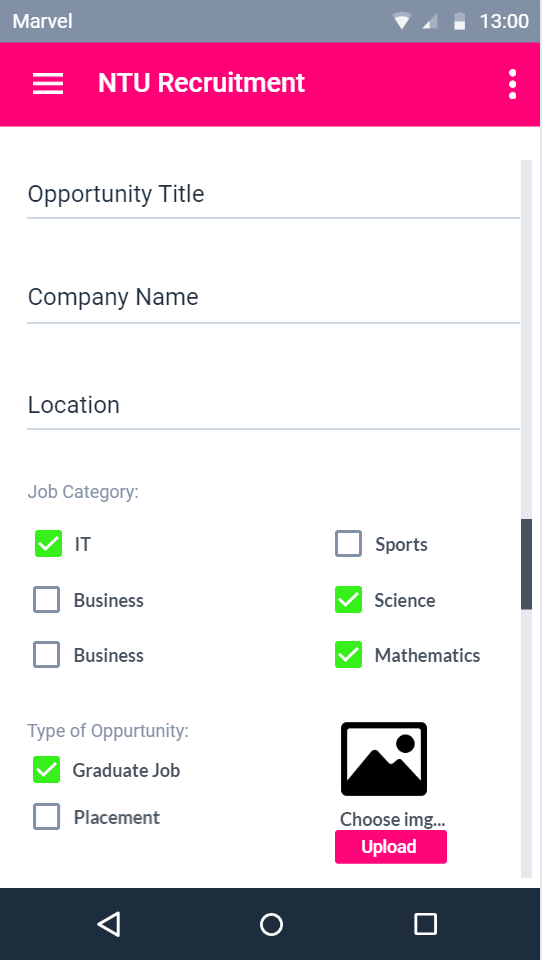 Marvel 13:00
NTU Recruitment
Opportunity Title
Company Name
Location
Job Category:
IT Sports
Business Science
Business Mathematics
Type of Oppurtunity:
Graduate Job
Placement
Choose img...
Upload